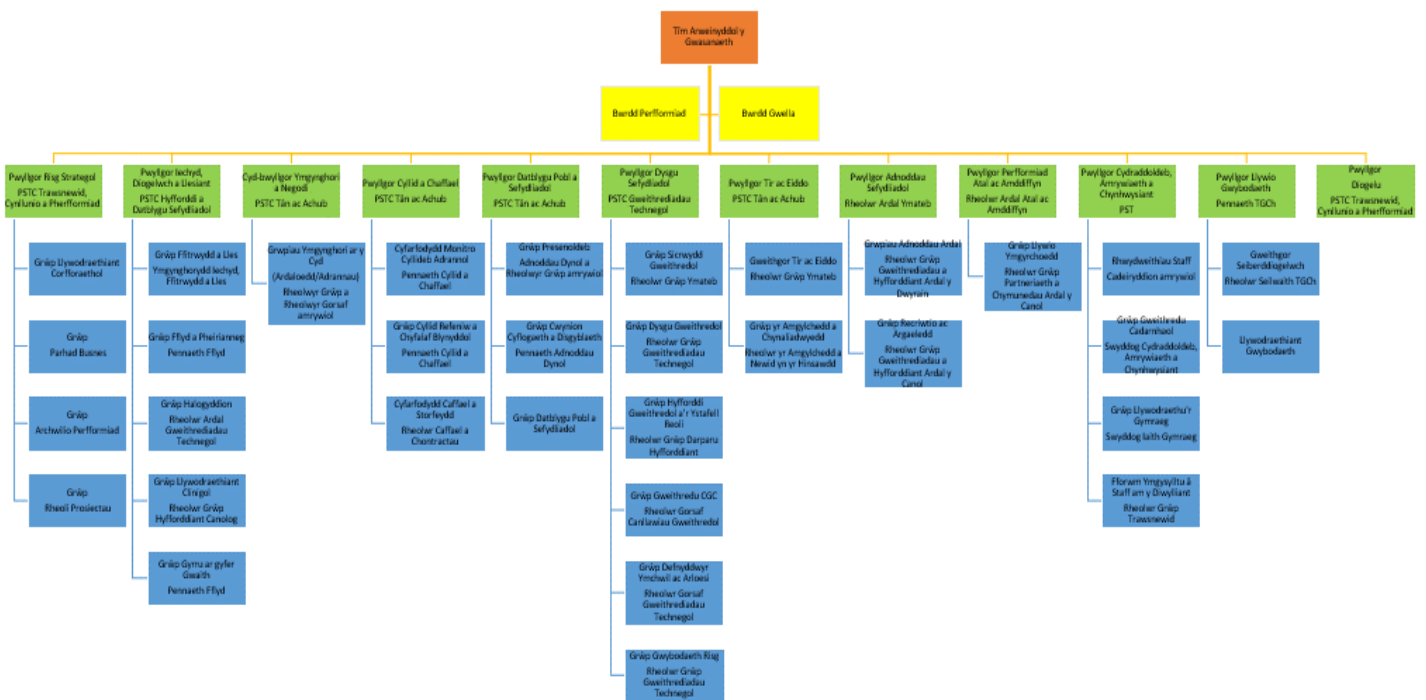 Tîm Arweinyddol y
Gwasanaeth
Bwrdd Perfformiad
Bwrdd Gwella
Pwyllgor Risg Strategol
PSTC Trawsnewid,
Cynllunio a Pherfformiad
Grŵp Llywodraethiant
Corfforaethol
Grŵp
Parhad Busnes
Grŵp
Archwilio Perfformiad
Grŵp
Rheoli Prosiectau
Pwyllgor Iechyd,
Diogelwch a Llesiant
PSTC Hyfforddi a
Datblygu Sefydliadol
Grŵp Ffitrwydd a Lles
Ymgynghorydd Iechyd,
Ffitrwydd a Lles
Grŵp Fflyd a Pheirianneg
Pennaeth Fflyd
Grŵp Halogyddion
Rheolwr Ardal
Gweithrediadau
Technegol
Grŵp Llywodraethiant
Clinigol
Rheolwr Grŵp
Hyfforddiant Canolog
Grŵp Gyrru ar gyfer
Gwaith
Pennaeth Fflyd
Cyd-bwyllgor Ymgynghori
a Negodi
PSTC Tân ac Achub
Grwpiau Ymgynghori ar y
Cyd
(Ardaloedd/Adrannau)
Rheolwyr Grŵp a
Rheolwyr Gorsaf
amrywiol
Pwyllgor Cyllid a Chaffael
PSTC Tân ac Achub
Cyfarfodydd Monitro
Cyllideb Adrannol
Pennaeth Cyllid a
Chaffael
Grŵp Cyllid Refeniw a
Chyfalaf Blynyddol
Pennaeth Cyllid a
Chaffael
Cyfarfodydd Caffael a
Storfeydd
Rheolwr Caffael a
Chontractau
Pwyllgor Datblygu Pobl a
Sefydliadol
PSTC Tân ac Achub
Grŵp Presenoldeb
Adnoddau Dynol a
Rheolwyr Grŵp amrywiol
Grŵp Cwynion
Cyflogaeth a Disgyblaeth
Pennaeth Adnoddau
Dynol
Grŵp Datblygu Pobl a
Sefydliadol
Pwyllgor Dysgu
Sefydliadol
PSTC Gweithrediadau
Technegol
Grŵp Sicrwydd
Gweithredol
Rheolwr Grŵp Ymateb
Grŵp Dysgu Gweithredol
Rheolwr Grŵp
Gweithrediadau
Technegol
Grŵp Hyfforddi
Gweithredol a'r Ystafell
Reoli
Rheolwr Grŵp Darparu
Hyfforddiant
Grŵp Gweithredu CGC
Rheolwr Gorsaf
Canllawiau Gweithredol
Grŵp Defnyddwyr
Ymchwil ac Arloesi
Rheolwr Gorsaf
Gweithrediadau
Technegol
Grŵp Gwybodaeth Risg
Rheolwr Grŵp
Gweithrediadau
Technegol
Pwyllgor Tir ac Eiddo
PSTC Tân ac Achub
Gweithgor Tir ac Eiddo
Rheolwr Grŵp Ymateb
Grŵp yr Amgylchedd a
Chynaliadwyedd
Rheolwr yr Amgylchedd a
Newid yn yr Hinsawdd
Pwyllgor Adnoddau
Sefydliadol
Rheolwr Ardal Ymateb
Grwpiau Adnoddau Ardal
Rheolwr Grŵp
Gweithrediadau a
Hyfforddiant Ardal y
Dwyrain
Grŵp Recriwtio ac
Argaeledd
Rheolwr Grŵp
Gweithrediadau a
Hyfforddiant Ardal y
Canol
Pwyllgor Perfformiad
Atal ac Amddiffyn
Rheolwr Ardal Atal ac
Amddiffyn
Grŵp Llywio
Ymgyrchoedd
Rheolwr Grŵp
Partneriaeth a
Chymunedau Ardal y
Canol
Pwyllgor Cydraddoldeb,
Amrywiaeth a
Chynhwysiant
PST
Rhwydweithiau Staff
Cadeiryddion amrywiol
Grŵp Gweithredu
Cadarnhaol
Swyddog Cydraddoldeb,
Amrywiaeth a
Chynhwysiant
Grŵp Llywodraethu'r
Gymraeg
Swyddog Iaith Gymraeg
Fforwm Ymgysylltu â
Staff am y Diwylliant
Rheolwr Grŵp
Trawsnewid
Pwyllgor Llywio
Gwybodaeth
Pennaeth TGCh
Gweithgor
Seiberddiogelwch
Rheolwr Seilwaith TGCh
Llywodraethiant
Gwybodaeth
Pwyllgor
Diogelu
PSTC Trawsnewid,
Cynllunio a Pherfformiad